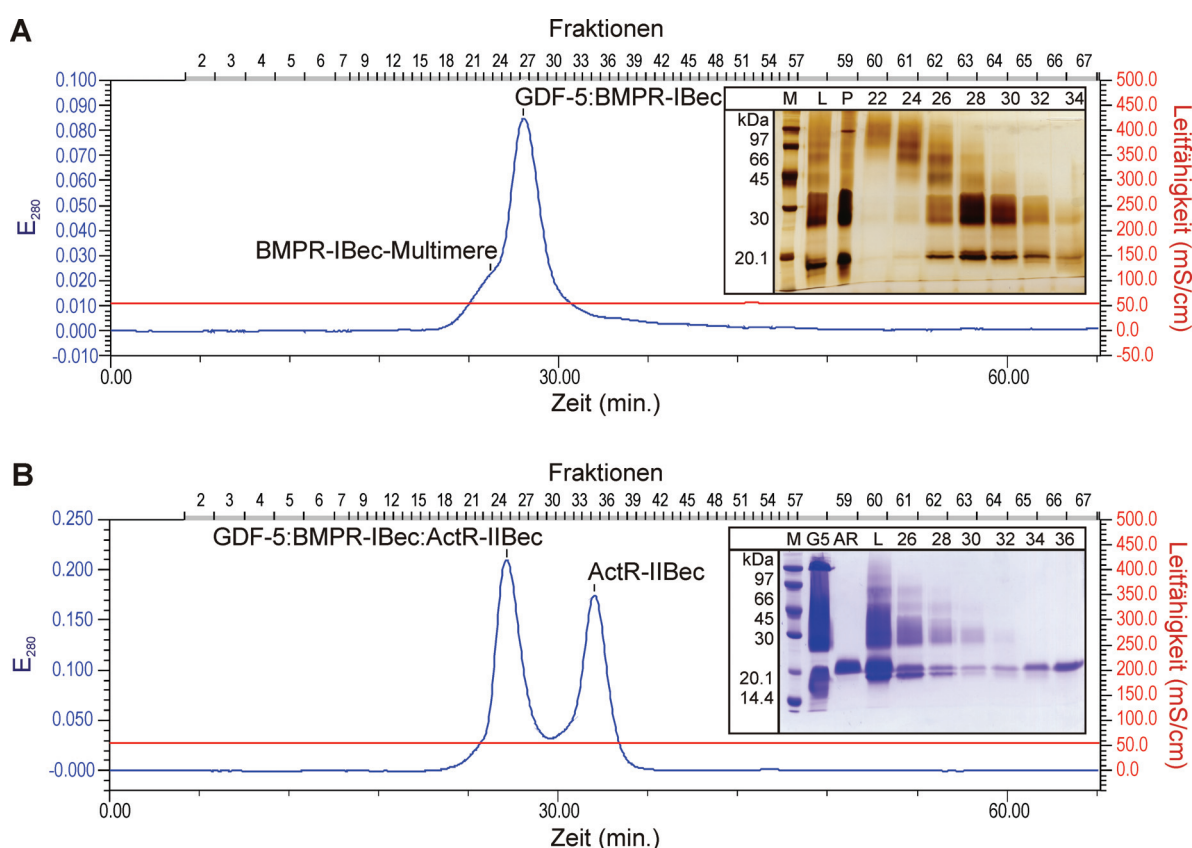 A
Fraktionen
2 3 4 5 6 7 9 12 15 18 21 24 27 30 33 36 39 42 45 48 51 54 57 59 60 61 62 63 64 65 66 67
0.100
0.090
0.080
0.070
0.060
0.050
0.040
0.030
0.020
0.010
0.000
-0.010
E280
GDF-5:BMPR-IBec
BMPR-IBec-Multimere
M L P 22 24 26 28 30 32 34
kDa
97
66
45
30
20.1
500.0
450.0
400.0
350.0
300.0
250.0
200.0
150.0
100.0
50.0
0.0
-50.0
Leitfähigkeit (mS/cm)
0.00 30.00 60.00
Zeit (min.)
B
Fraktionen
2 3 4 5 6 7 9 12 15 18 21 24 27 30 33 36 39 42 45 48 51 54 57 59 60 61 62 63 64 65 66 67
0.250
0.200
0.150
0.100
0.050
-0.000
E280
GDF-5:BMPR-IBec:ActR-IIBec
ActR-IIBec
M G5 AR L 26 28 30 32 34 36
kDa
97
66
45
30
20.1
14.4
500.0
450.0
400.0
350.0
300.0
250.0
200.0
150.0
100.0
50.0
0.0
Leitfähigkeit (mS/cm)
0.00 30.00 60.00
Zeit (min.)